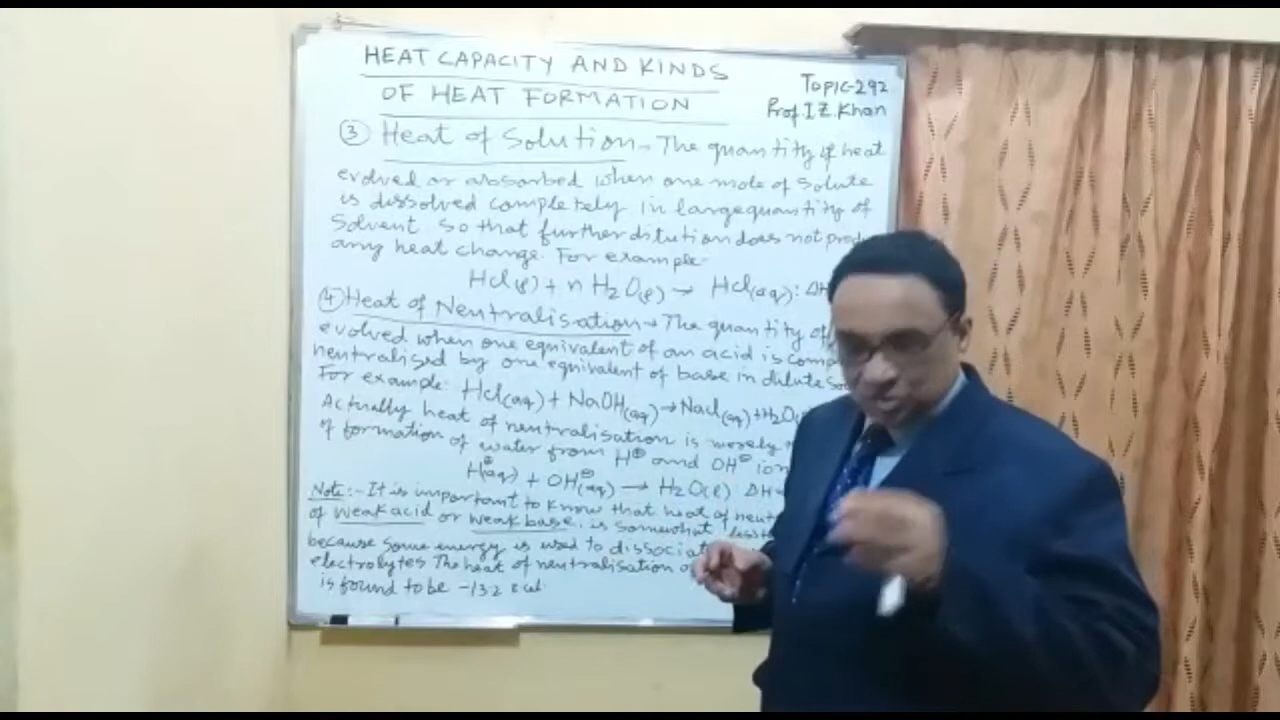 HEAT CAPACITY AND KINDS
OF HEAT FORMATION
TOPIC-292
Prof. I Z. Khan
③ Heat of Solution → The quantity of heat
evolved or absorbed when one mole of solute
is dissolved completely in large quantity of
solvent so that further dilution does not
any heat change. For example-
Hcl(g) + n H₂O(l) → Hcl(aq): ΔH
④ Heat of Neutralisation → The quantity of
evolved when one equivalent of an acid is
neutralised by one equivalent of base in dilute
For example: Hcl(aq) + NaOH(aq) → Nacl(aq) + H₂O
Actually heat of neutralisation is merely
of formation of water from H⊕ and OH⊖ ion
H⊕(aq) + OH⊖(aq) → H₂O(l) ΔH
Note:- It is important to know that heat of
of weak acid or weak base is somewhat
because some energy is used to
electrolytes The heat of neutralisation
is found to be